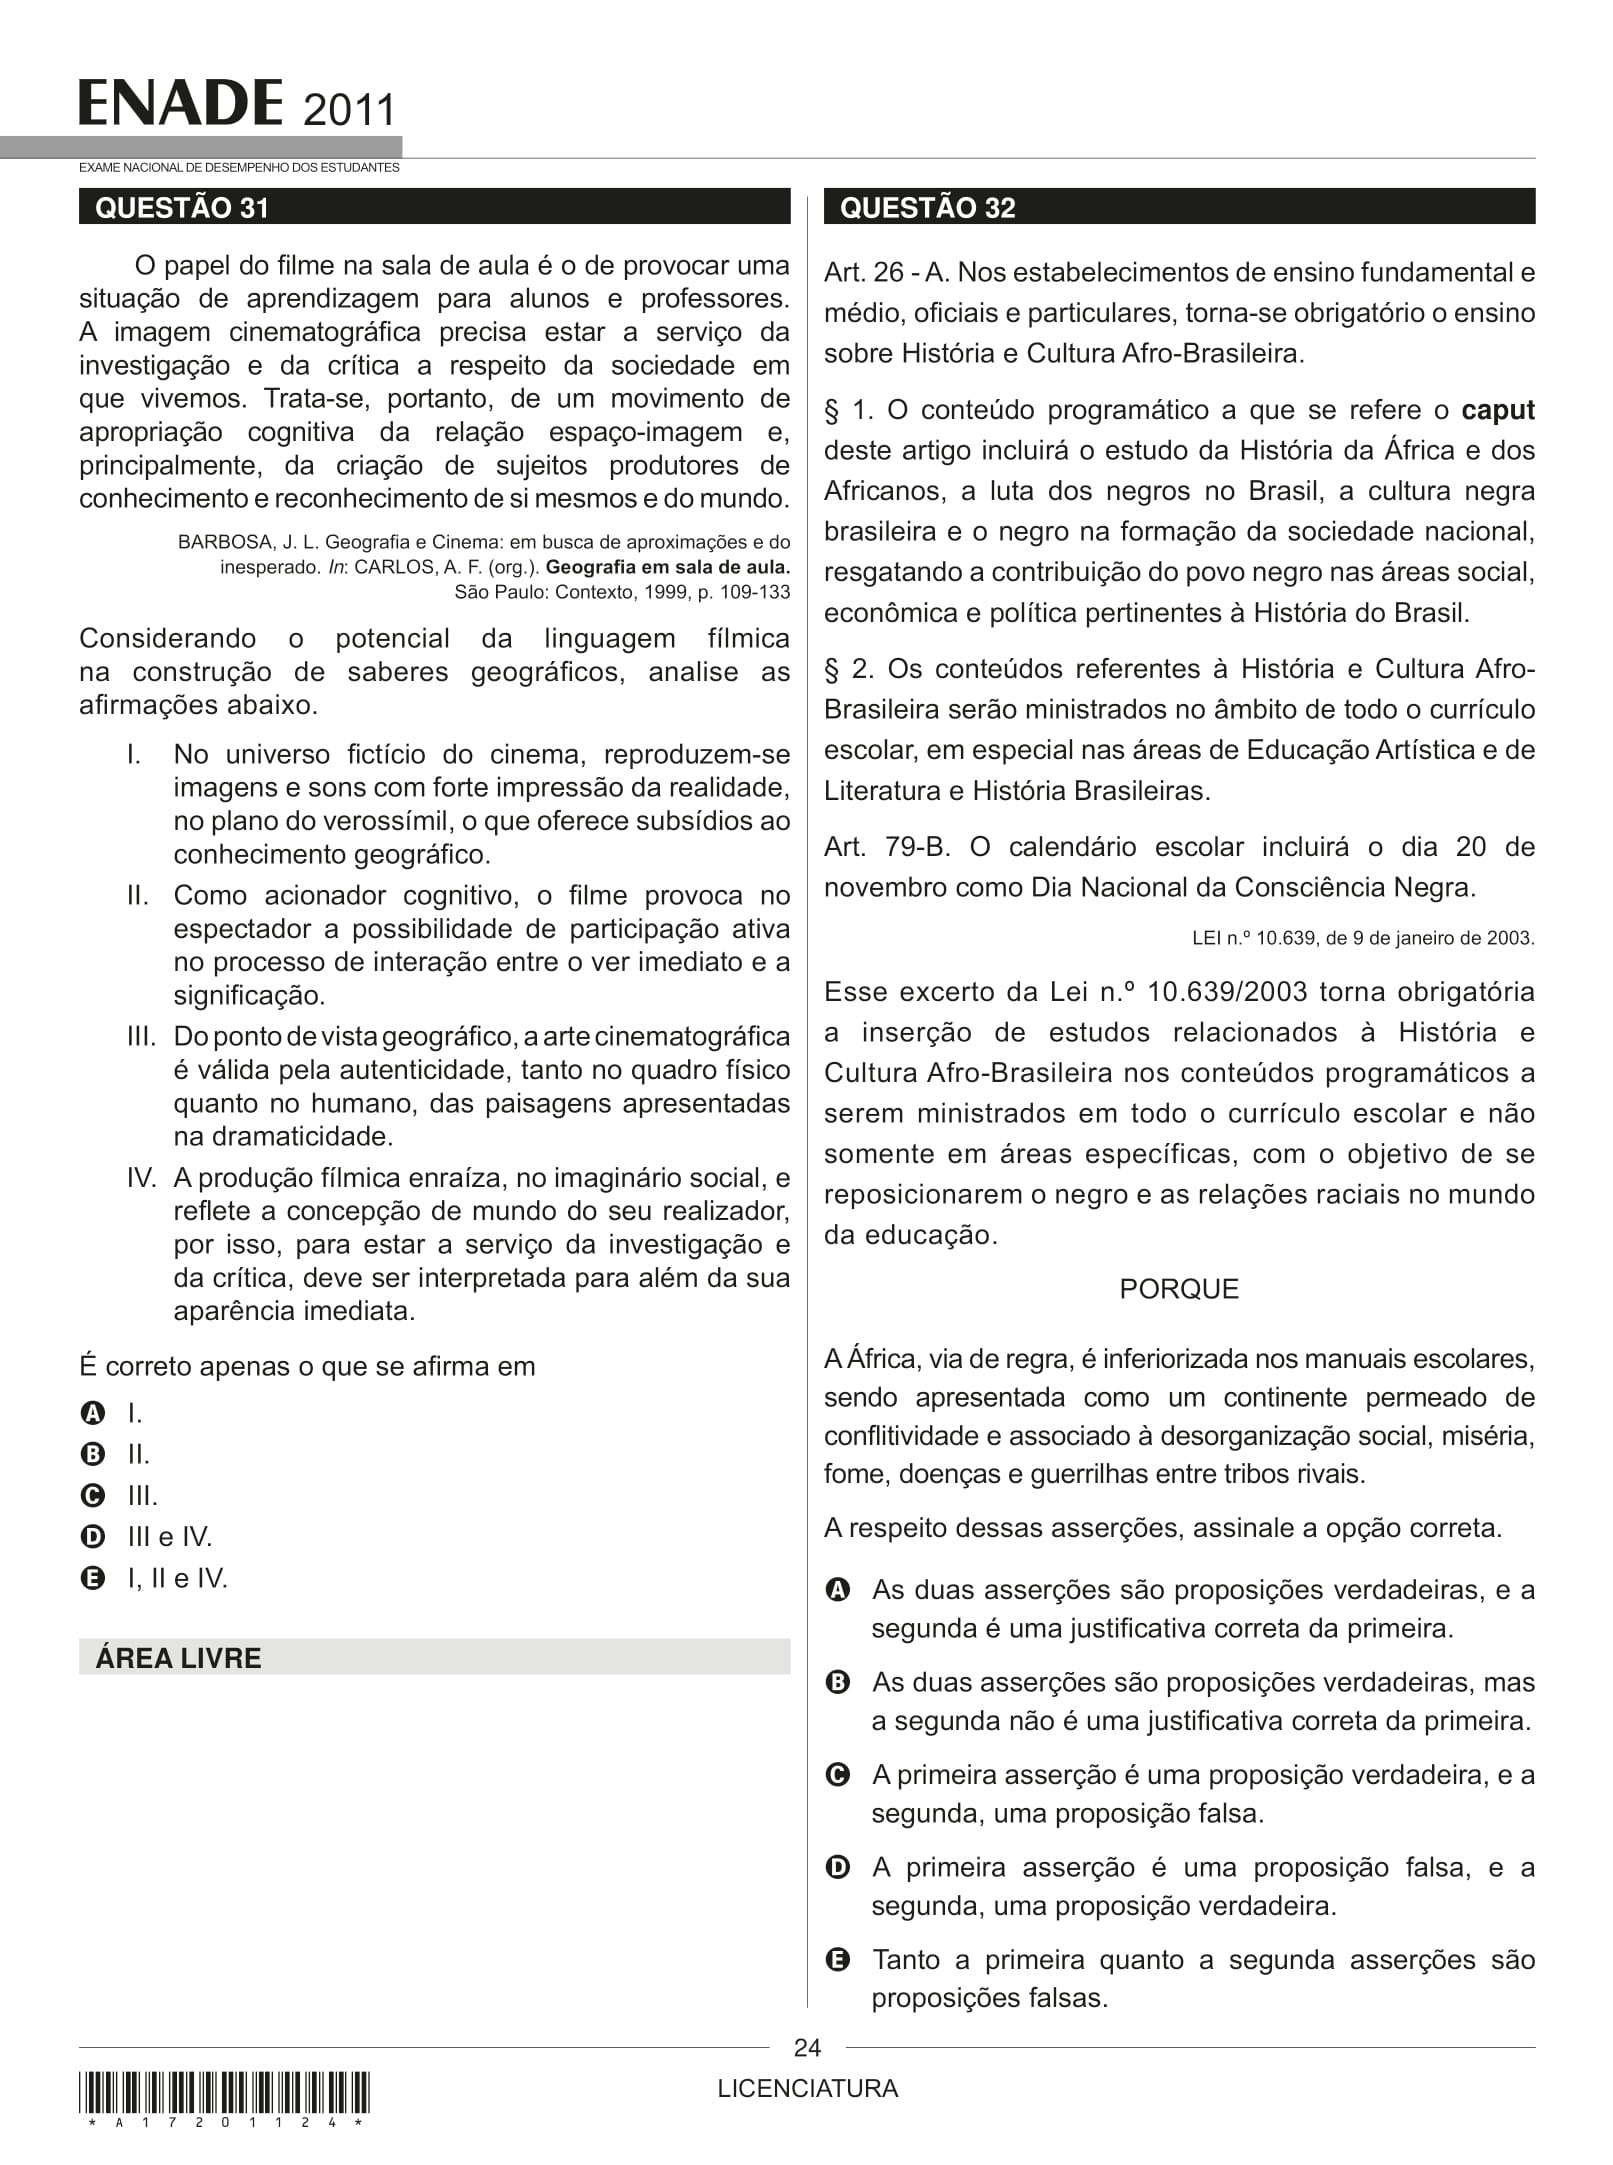 ENADE 2011
EXAME NACIONAL DE DESEMPENHO DOS ESTUDANTES
QUESTÃO 31
O papel do filme na sala de aula é o de provocar uma
situação de aprendizagem para alunos e professores.
A imagem cinematográfica precisa estar a serviço da
investigação e da crítica a respeito da sociedade em
que vivemos. Trata-se, portanto, de um movimento de
apropriação cognitiva da relação espaço-imagem e,
principalmente, da criação de sujeitos produtores de
conhecimento e reconhecimento de si mesmos e do mundo.
BARBOSA, J. L. Geografia e Cinema: em busca de aproximações e do
inesperado. In: CARLOS, A. F. (org.). Geografia em sala de aula.
São Paulo: Contexto, 1999, p. 109-133
Considerando o potencial da linguagem fílmica
na construção de saberes geográficos, analise as
afirmações abaixo.
I. No universo fictício do cinema, reproduzem-se
imagens e sons com forte impressão da realidade,
no plano do verossímil, o que oferece subsídios ao
conhecimento geográfico.
II. Como acionador cognitivo, o filme provoca no
espectador a possibilidade de participação ativa
no processo de interação entre o ver imediato e a
significação.
III. Do ponto de vista geográfico, a arte cinematográfica
é válida pela autenticidade, tanto no quadro físico
quanto no humano, das paisagens apresentadas
na dramaticidade.
IV. A produção fílmica enraíza, no imaginário social, e
reflete a concepção de mundo do seu realizador,
por isso, para estar a serviço da investigação e
da crítica, deve ser interpretada para além da sua
aparência imediata.
É correto apenas o que se afirma em
A I.
B II.
C III.
D III e IV.
E I, II e IV.
ÁREA LIVRE
QUESTÃO 32
Art. 26 - A. Nos estabelecimentos de ensino fundamental e
médio, oficiais e particulares, torna-se obrigatório o ensino
sobre História e Cultura Afro-Brasileira.
§ 1. O conteúdo programático a que se refere o caput
deste artigo incluirá o estudo da História da África e dos
Africanos, a luta dos negros no Brasil, a cultura negra
brasileira e o negro na formação da sociedade nacional,
resgatando a contribuição do povo negro nas áreas social,
econômica e política pertinentes à História do Brasil.
§ 2. Os conteúdos referentes à História e Cultura Afro-
Brasileira serão ministrados no âmbito de todo o currículo
escolar, em especial nas áreas de Educação Artística e de
Literatura e História Brasileiras.
Art. 79-B. O calendário escolar incluirá o dia 20 de
novembro como Dia Nacional da Consciência Negra.
LEI n.º 10.639, de 9 de janeiro de 2003.
Esse excerto da Lei n.º 10.639/2003 torna obrigatória
a inserção de estudos relacionados à História e
Cultura Afro-Brasileira nos conteúdos programáticos a
serem ministrados em todo o currículo escolar e não
somente em áreas específicas, com o objetivo de se
reposicionarem o negro e as relações raciais no mundo
da educação.
PORQUE
A África, via de regra, é inferiorizada nos manuais escolares,
sendo apresentada como um continente permeado de
conflitividade e associado à desorganização social, miséria,
fome, doenças e guerrilhas entre tribos rivais.
A respeito dessas asserções, assinale a opção correta.
A As duas asserções são proposições verdadeiras, e a
segunda é uma justificativa correta da primeira.
B As duas asserções são proposições verdadeiras, mas
a segunda não é uma justificativa correta da primeira.
C A primeira asserção é uma proposição verdadeira, e a
segunda, uma proposição falsa.
D A primeira asserção é uma proposição falsa, e a
segunda, uma proposição verdadeira.
E Tanto a primeira quanto a segunda asserções são
proposições falsas.
24
LICENCIATURA
* A 1 7 2 0 1 1 2 4 *